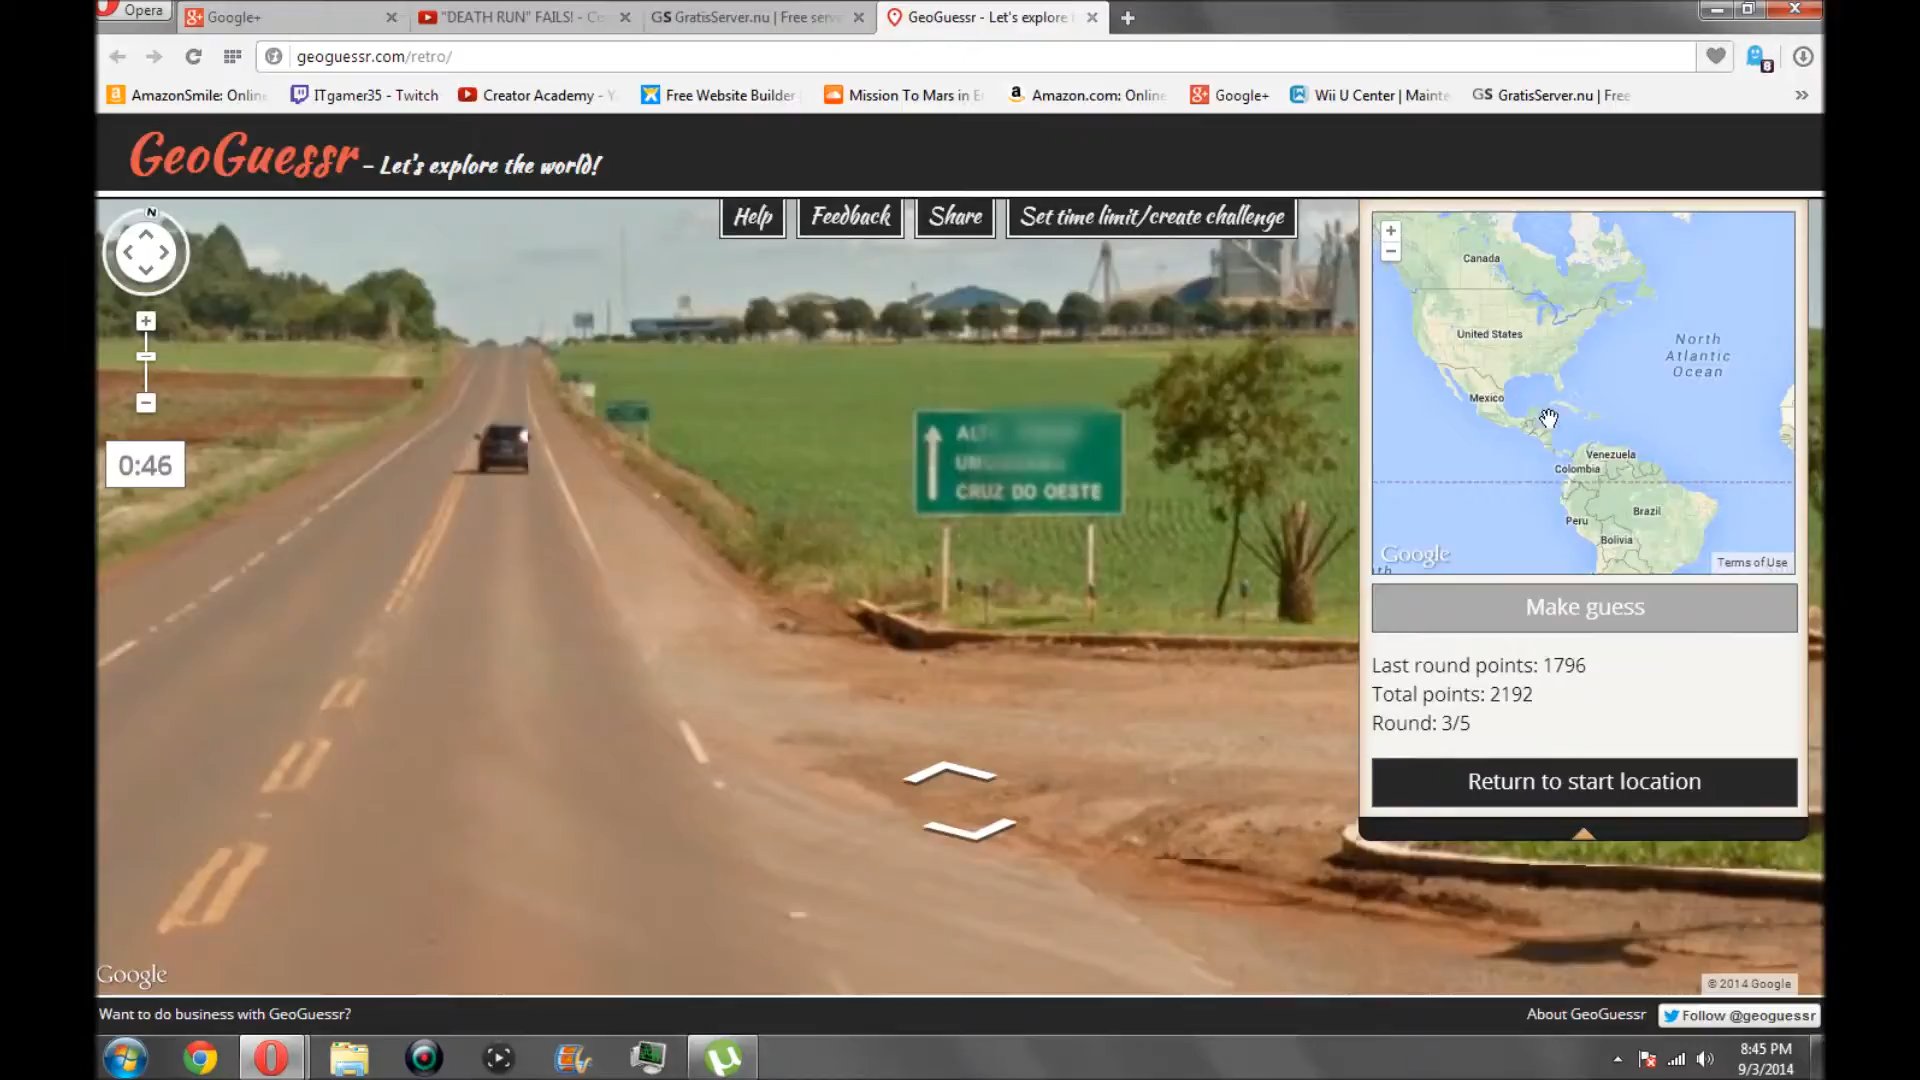 Opera
Google+
"DEATH RUN" FAILS! - Co
GS GratisServer.nu | Free serve
GeoGuessr - Let's explore t
geoguessr.com/retro/
8
AmazonSmile: Onlin
ITgamer35 - Twitch
Creator Academy - Y
Free Website Builder
Mission To Mars in E
Amazon.com: Online
Google+
Wii U Center | Mainte
GS GratisServer.nu | Free
»
GeoGuessr – Let's explore the world!
Help
Feedback
Share
Set time limit/create challenge
N
0:46
CRUZ DO OESTE
Canada
United States
Mexico
North
Atlantic
Ocean
Venezuela
Colombia
Brazil
Peru
Bolivia
Google
Terms of Use
Make guess
Last round points: 1796
Total points: 2192
Round: 3/5
Return to start location
Google
© 2014 Google
Want to do business with GeoGuessr?
About GeoGuessr
Follow @geoguessr
8:45 PM
9/3/2014